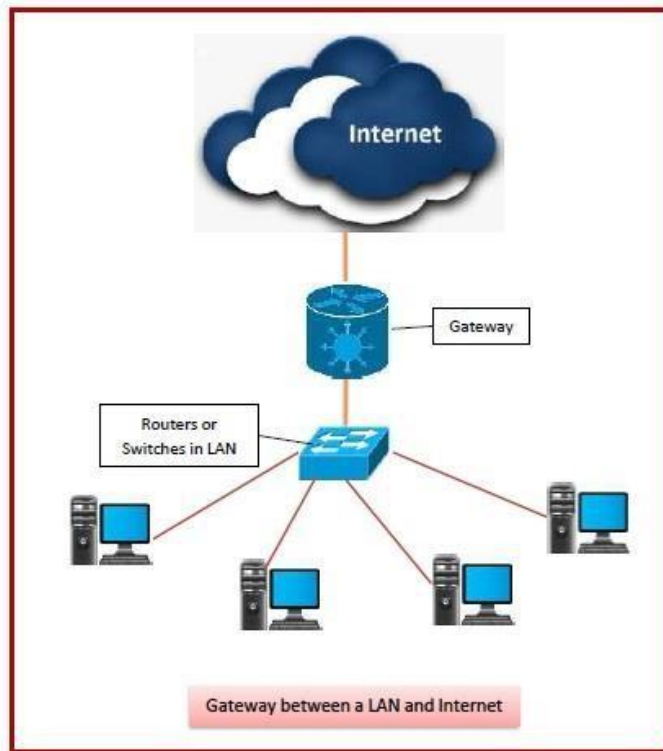 Internet
Gateway
Routers or
Switches in LAN
Gateway between a LAN and Internet